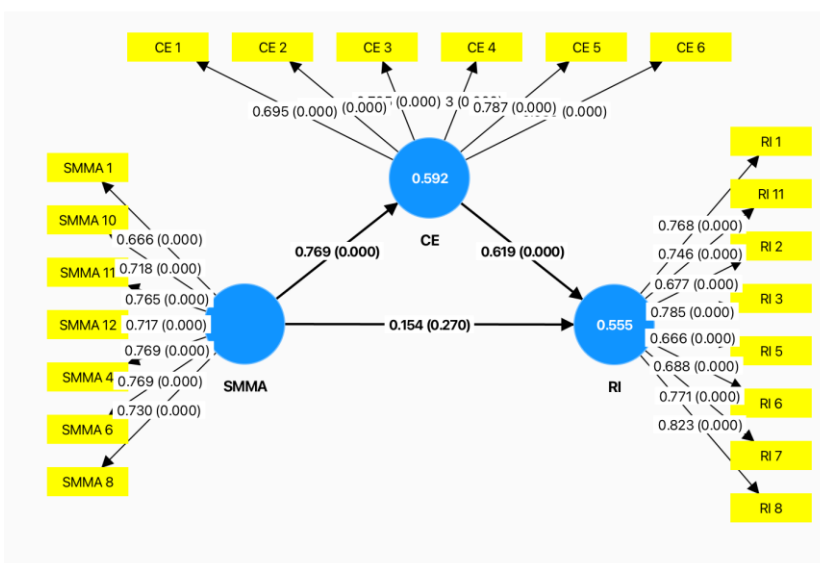 CE 1 CE 2 CE 3 CE 4 CE 5 CE 6
0.695 (0.000) (0.000) (0.000) 0.787 (0.000) (0.000)
RI 1
SMMA 1
0.592
RI 11
SMMA 10
0.768 (0.000)
0.666 (0.000)
CE
RI 2
0.718 (0.000)
0.769 (0.000)
0.619 (0.000)
0.746 (0.000)
SMMA 11
0.677 (0.000)
0.765 (0.000)
RI 3
0.785 (0.000)
SMMA 12
0.717 (0.000)
0.154 (0.270)
0.555
0.666 (0.000)
0.769 (0.000)
RI 5
SMMA 4
0.688 (0.000)
0.769 (0.000)
SMMA
RI
0.771 (0.000)
RI 6
0.730 (0.000)
0.823 (0.000)
SMMA 6
RI 7
SMMA 8
RI 8